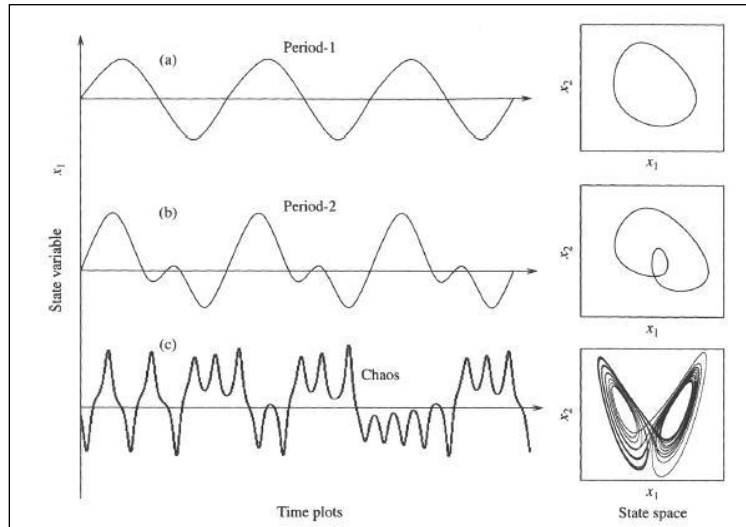 (a)
Period-1
x₂
x₁
x₁
State variable
(b)
Period-2
x₂
x₁
(c)
Chaos
x₂
x₁
Time plots
State space